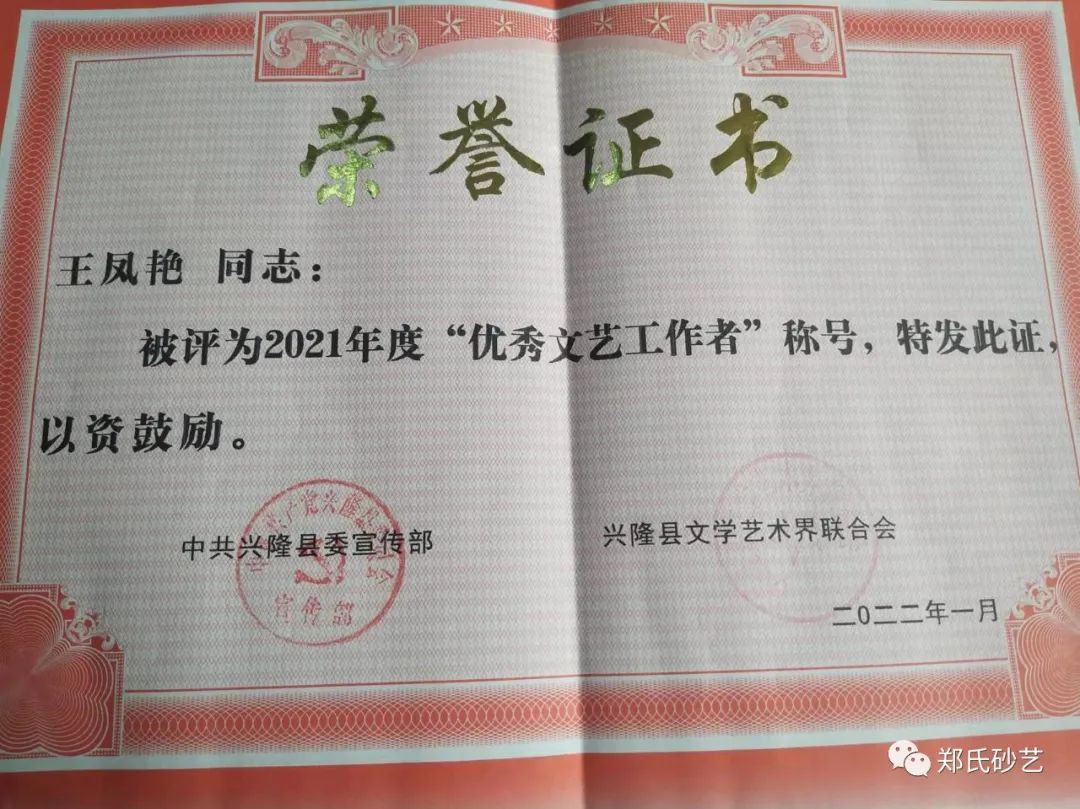 荣誉证书
王凤艳 同志：
被评为2021年度“优秀文艺工作者”称号，特发此证，
以资鼓励。
中共兴隆县委宣传部
兴隆县文学艺术界联合会
宣传部
二〇二二年一月
郑氏砂艺